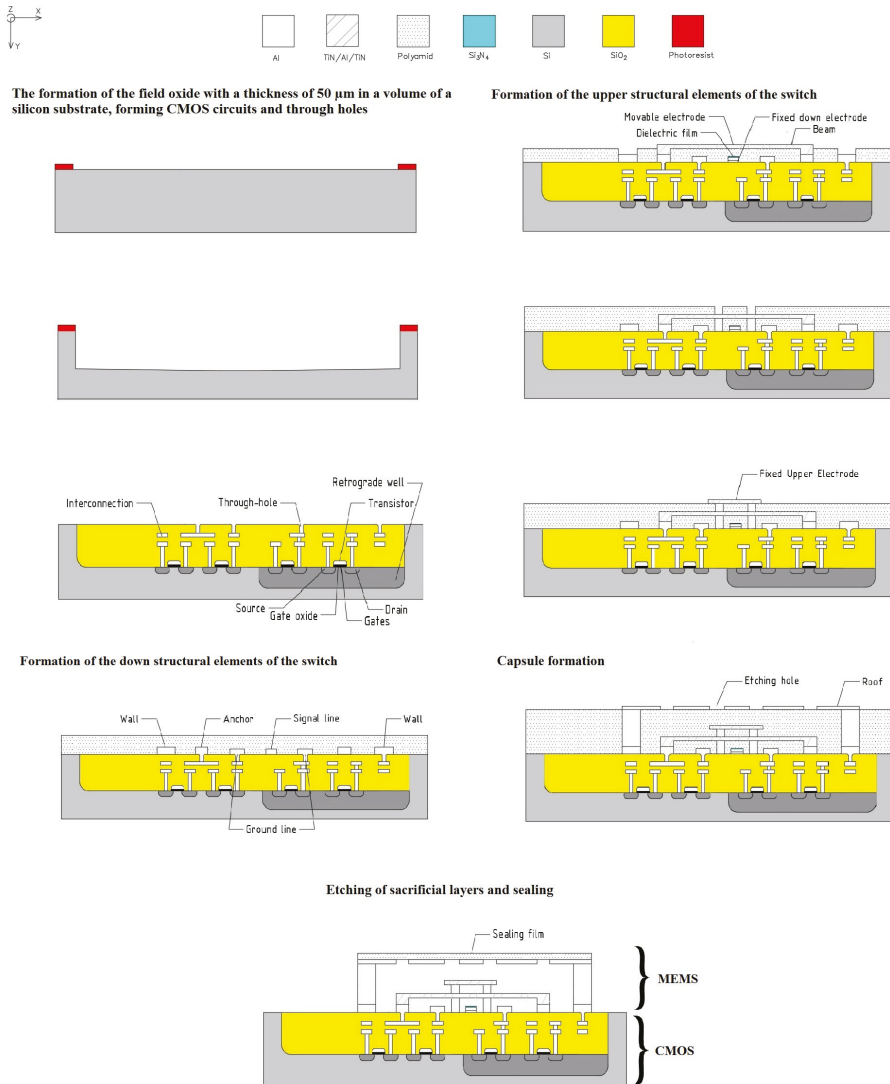 Z
X
Y
Al
TiN/Al/TiN
Polyamid
Si₃N₄
Si
SiO₂
Photoresist
The formation of the field oxide with a thickness of 50 µm in a volume of a
silicon substrate, forming CMOS circuits and through holes
Interconnection
Through-hole
Retrograde well
Transistor
Source
Gate oxide
Gates
Drain
Formation of the down structural elements of the switch
Wall
Anchor
Signal line
Wall
Ground line
Formation of the upper structural elements of the switch
Movable electrode
Fixed down electrode
Dielectric film
Beam
Fixed Upper Electrode
Capsule formation
Etching hole
Roof
Etching of sacrificial layers and sealing
Sealing film
MEMS
CMOS